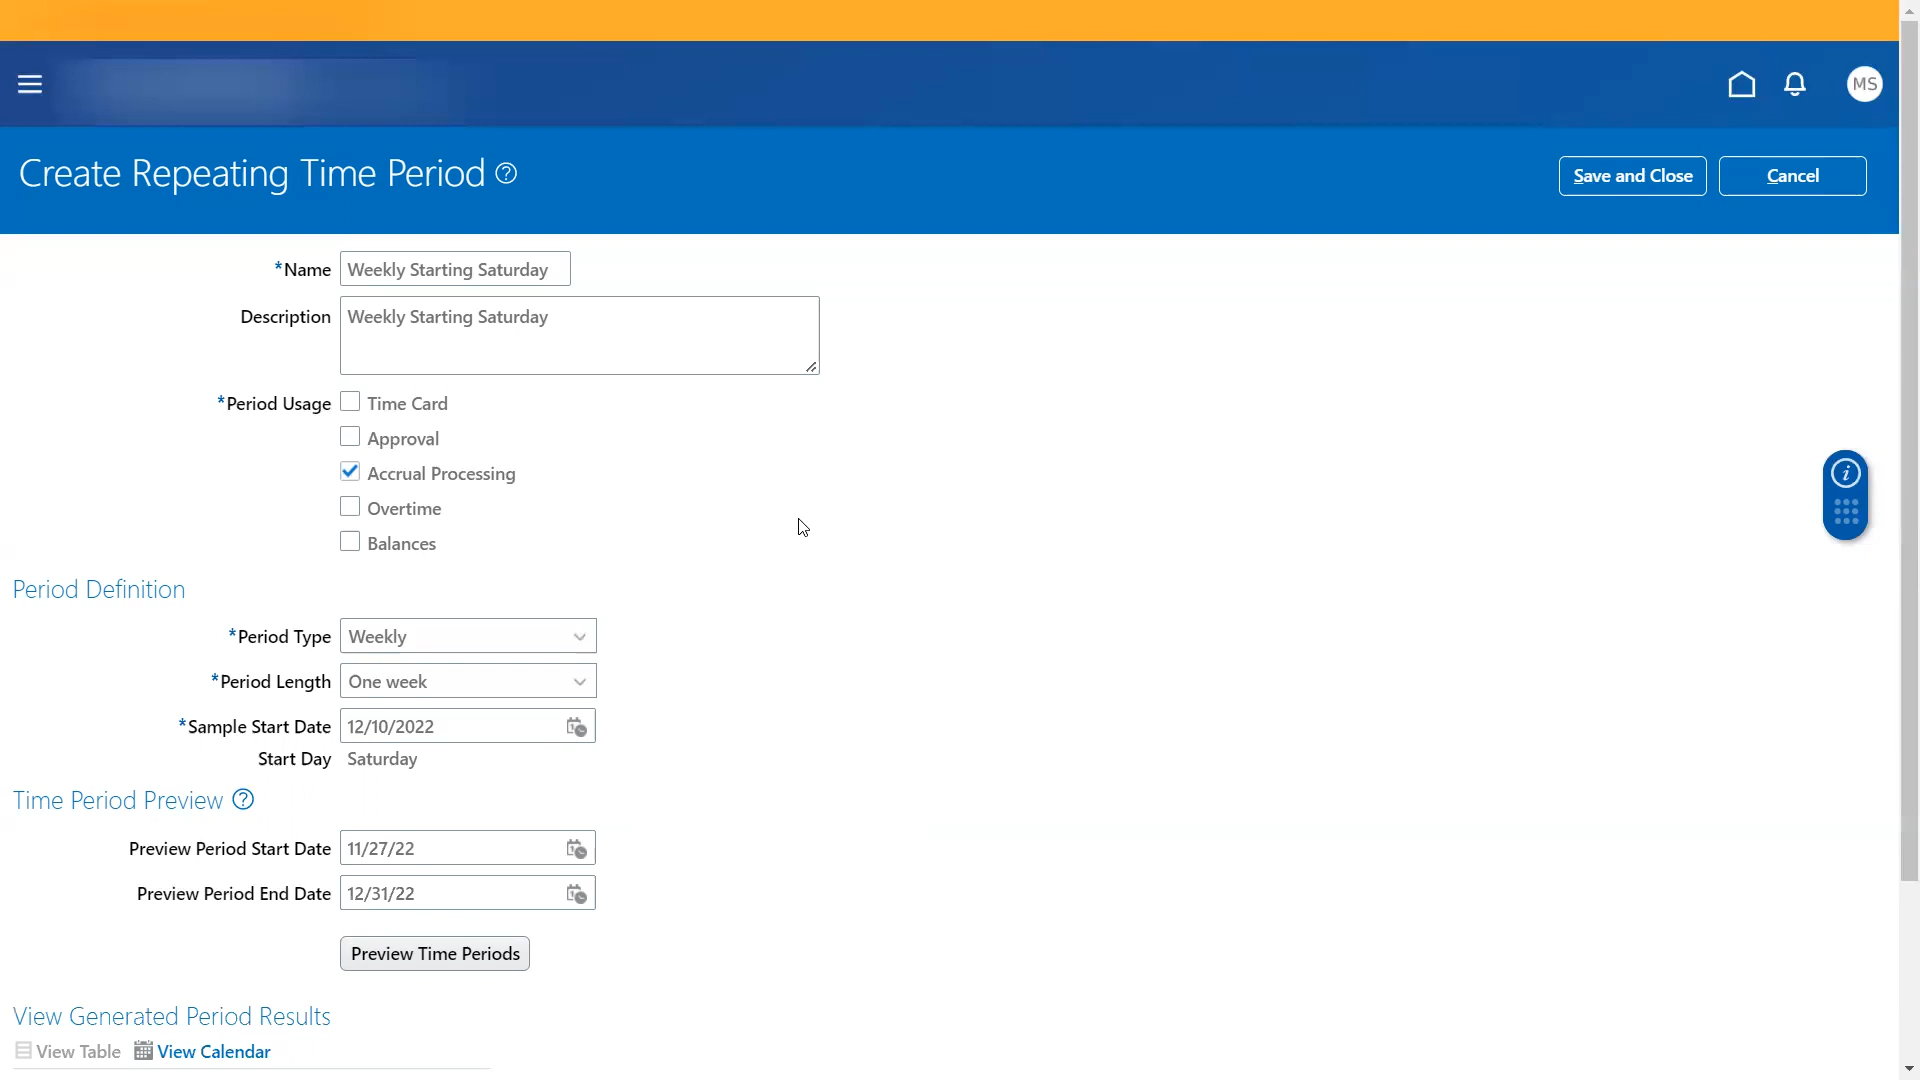 MS
Create Repeating Time Period
Save and Close
Cancel
*Name Weekly Starting Saturday
Description Weekly Starting Saturday
*Period Usage Time Card
Approval
Accrual Processing
Overtime
Balances
Period Definition
*Period Type Weekly
*Period Length One week
*Sample Start Date 12/10/2022
Start Day Saturday
Time Period Preview
Preview Period Start Date 11/27/22
Preview Period End Date 12/31/22
Preview Time Periods
View Generated Period Results
View Table View Calendar